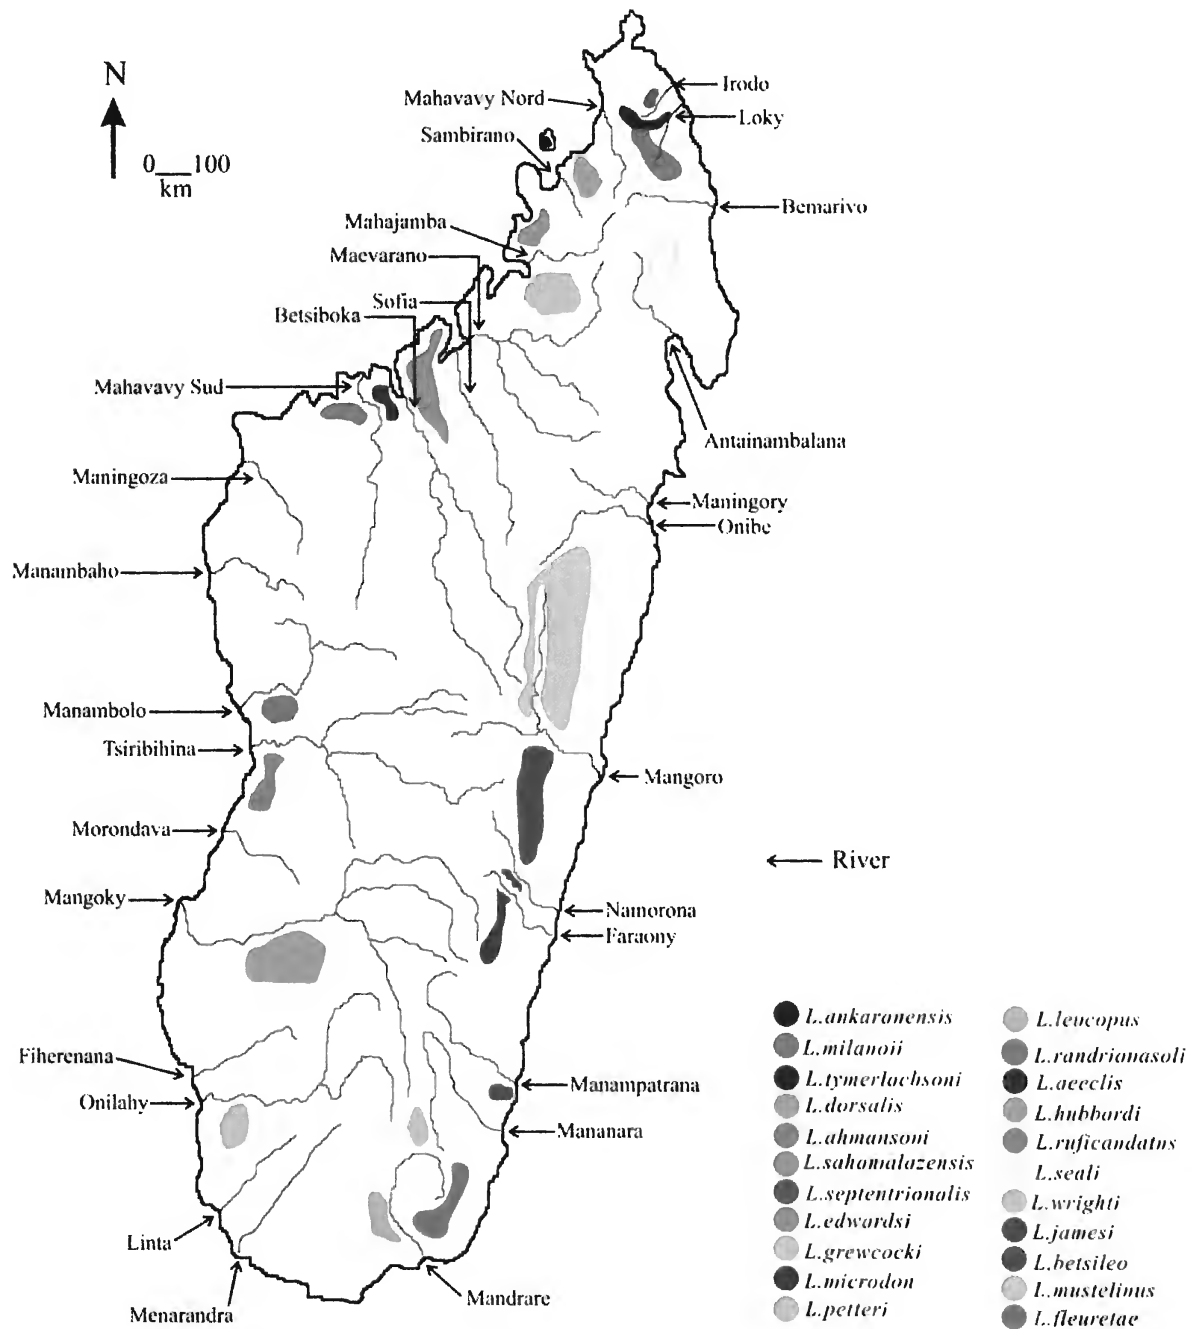 Irodo
Mahavavy Nord
Loky
N
Sambirano
0 100
km
Bemarivo
Mahajamba
Maevarano
Sofia
Betsiboka
Mahavavy Sud
Antainambalana
Maningoza
Maningory
Onibe
Manambaho
Manambolo
Tsiribihina
Mangoro
Morondava
River
Mangoky
Namorona
Faraony
Fiherenana
Manampatrana
Onilahy
Mananara
Linta
Mandrare
Menarandra
L.ankaranensis
L.milanoii
L.tymerlachsoni
L.dorsalis
L.ahmansoni
L.sahamalazensis
L.septentrionalis
L.edwardsi
L.grewcocki
L.microdon
L.petteri
L.leucopus
L.randrianasoli
L.aeeclis
L.hubbardi
L.ruficandatus
L.seali
L.wrighti
L.jamesi
L.betsileo
L.mustelinus
L.fleuretae